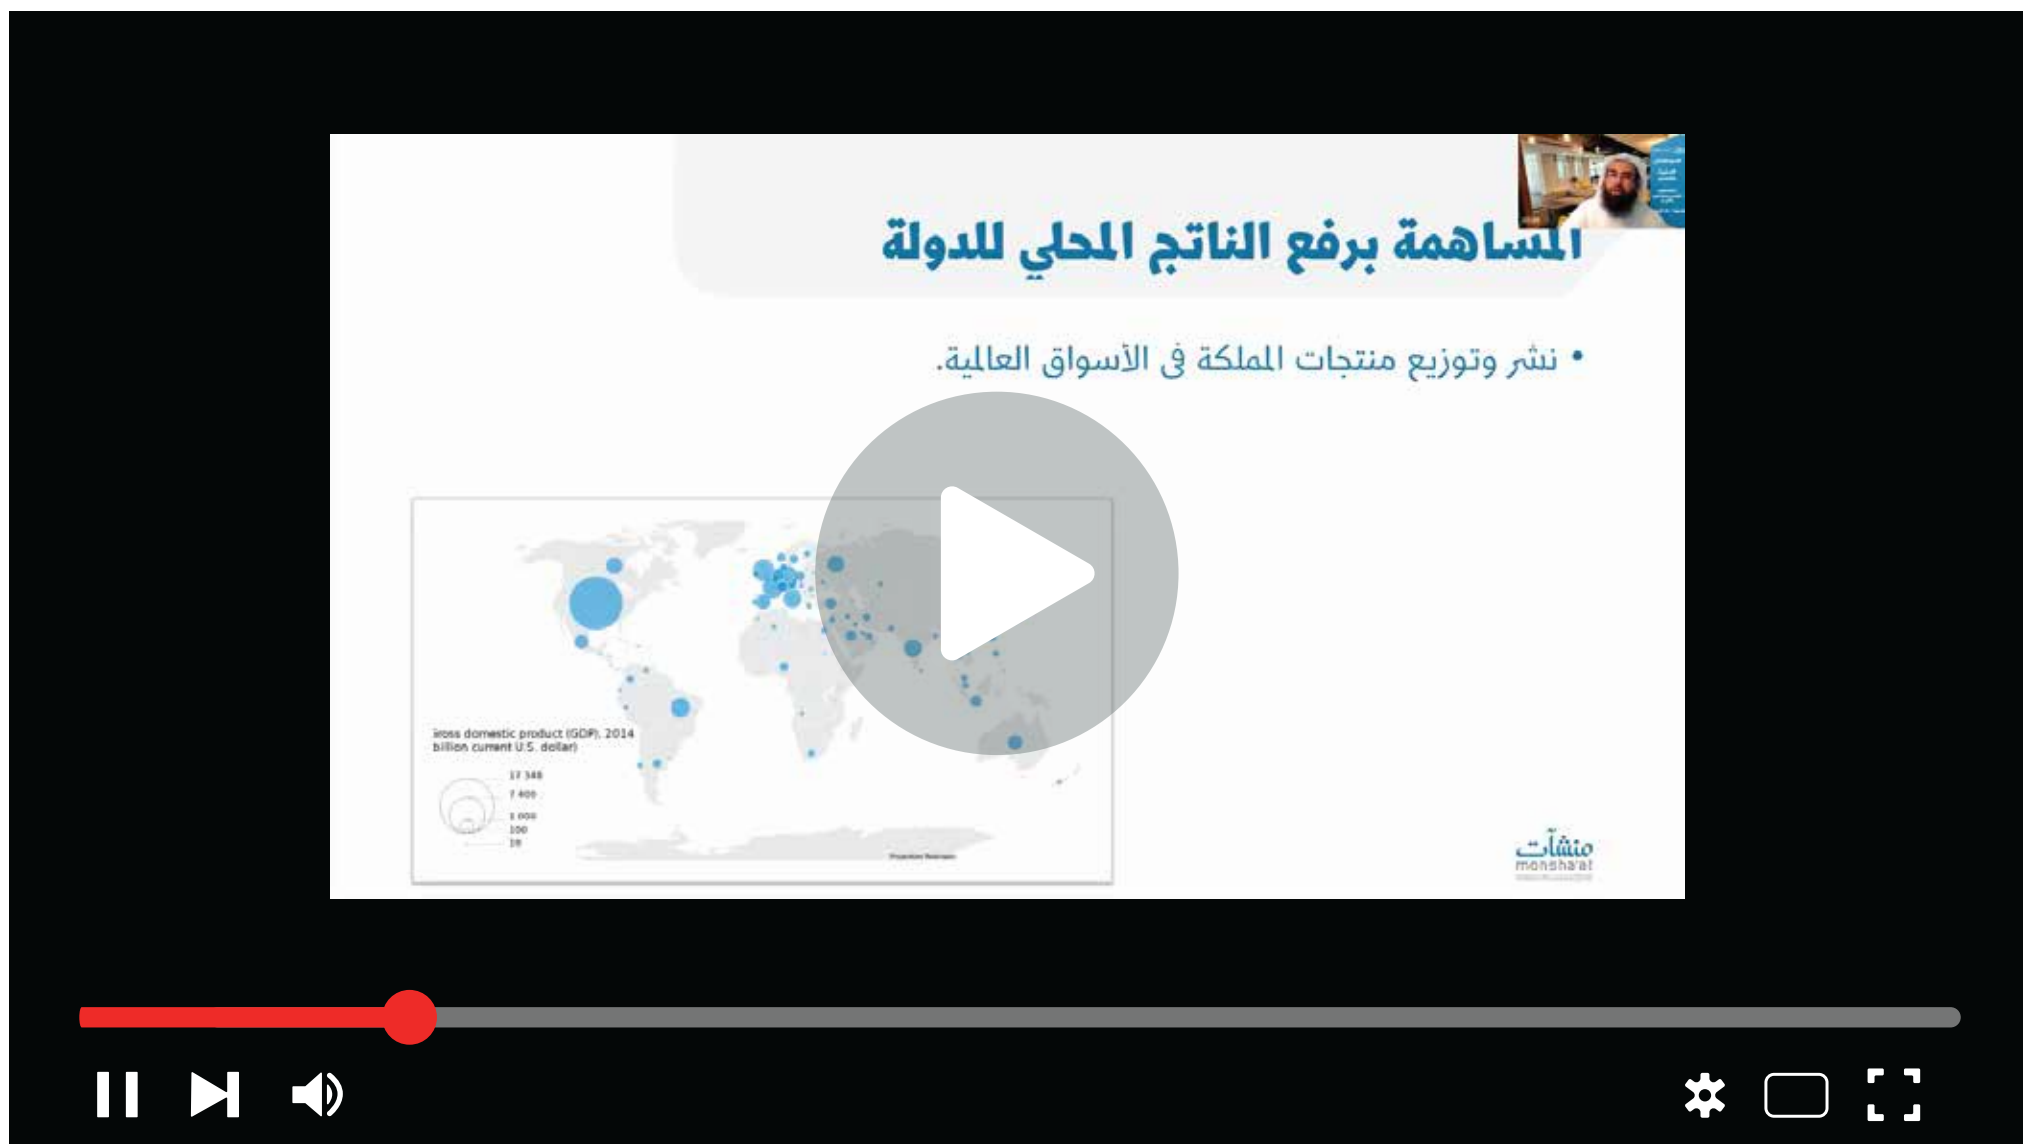 المساهمة برفع الناتج المحلي للدولة
• نشر وتوزيع منتجات المملكة في الأسواق العالمية.
iross domestic product (GDP), 2014
billion current U.S. dollar)
17 348
7 400
1 000
100
10
منشآت
monsha'at